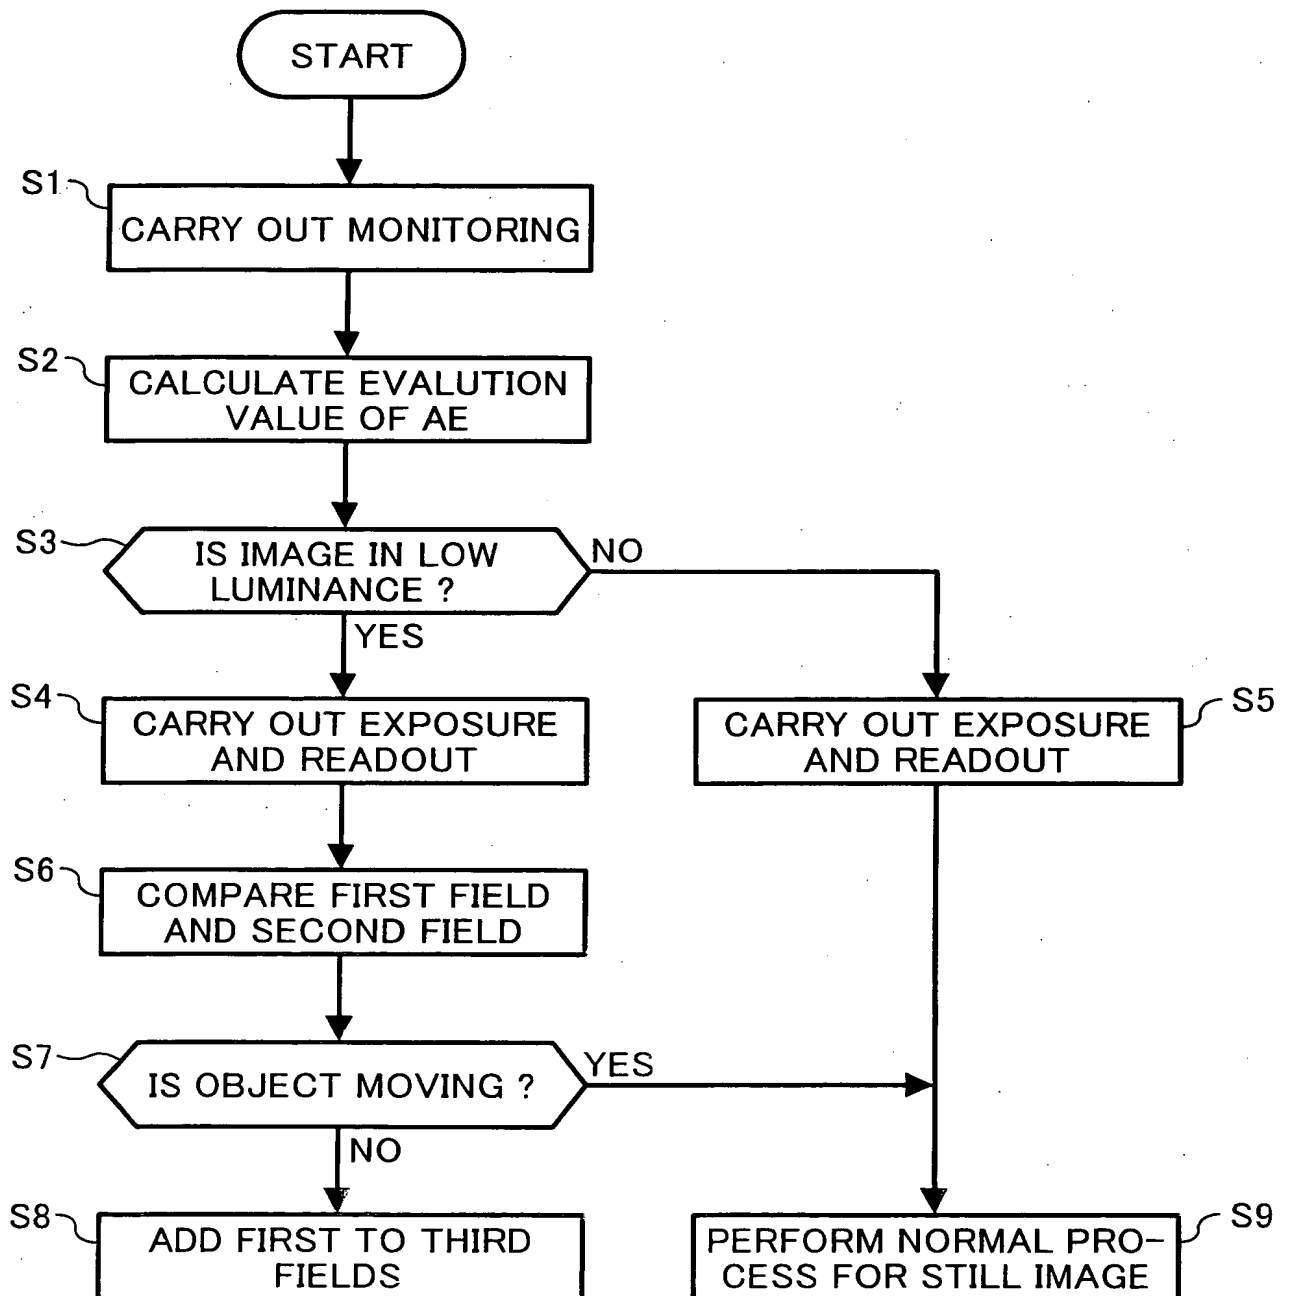 START
S1
CARRY OUT MONITORING
S2
CALCULATE EVALUTION
VALUE OF AE
S3
IS IMAGE IN LOW
LUMINANCE ?
NO
YES
S4
CARRY OUT EXPOSURE
AND READOUT
CARRY OUT EXPOSURE
AND READOUT
S5
S6
COMPARE FIRST FIELD
AND SECOND FIELD
S7
IS OBJECT MOVING ?
YES
NO
S8
ADD FIRST TO THIRD
FIELDS
PERFORM NORMAL PRO-
CESS FOR STILL IMAGE
S9